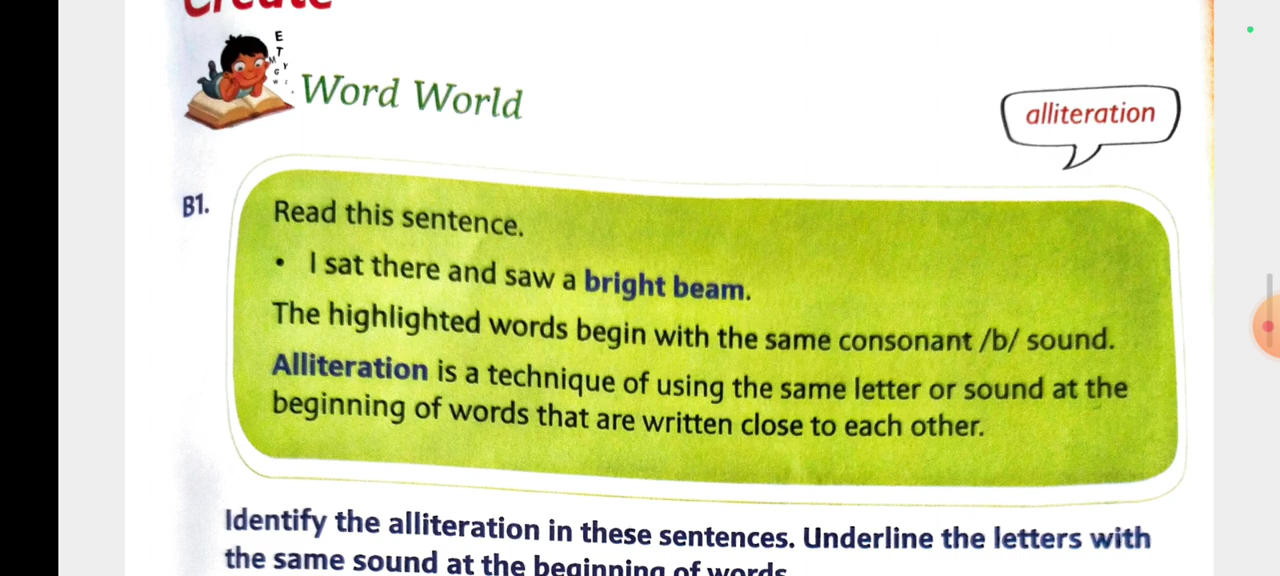 Create
E
T
M
Y
G
W
Word World
alliteration
B1.
Read this sentence.
• I sat there and saw a bright beam.
The highlighted words begin with the same consonant /b/ sound.
Alliteration is a technique of using the same letter or sound at the
beginning of words that are written close to each other.
Identify the alliteration in these sentences. Underline the letters with
the same sound at the beginning of words.